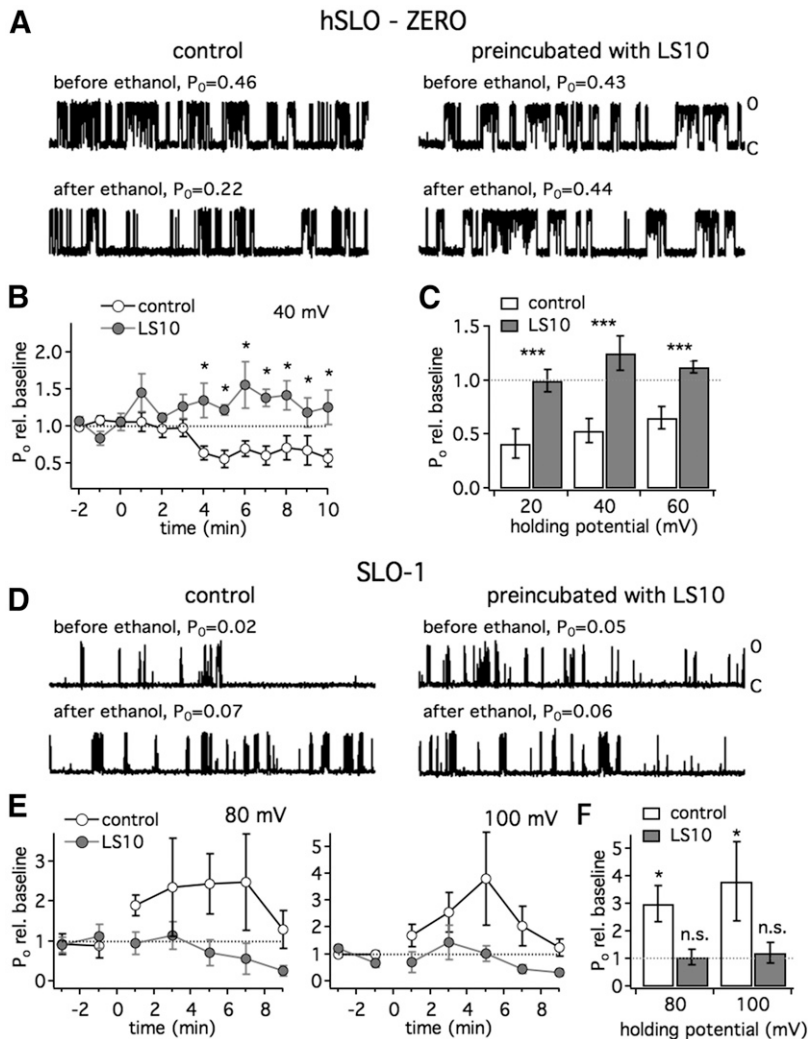 A
hSLO - ZERO
control
preincubated with LS10
before ethanol, P₀=0.46
before ethanol, P₀=0.43
O
C
after ethanol, P₀=0.22
after ethanol, P₀=0.44
B
control
LS10
40 mV
Pₒ rel. baseline
2.0
1.5
1.0
0.5
* * * * * * *
-2 0 2 4 6 8 10
time (min)
C
control
LS10
Pₒ rel. baseline
1.5
1.0
0.5
0.0
*** *** ***
20 40 60
holding potential (mV)
SLO-1
D
control
preincubated with LS10
before ethanol, P₀=0.02
before ethanol, P₀=0.05
O
C
after ethanol, P₀=0.07
after ethanol, P₀=0.06
E
control
LS10
80 mV
Pₒ rel. baseline
3
2
1
0
-2 0 2 4 6 8
time (min)
100 mV
5
4
3
2
1
0
-2 0 2 4 6 8
time (min)
F
control
LS10
Pₒ rel. baseline
5
4
3
2
1
0
* n.s. * n.s.
80 100
holding potential (mV)